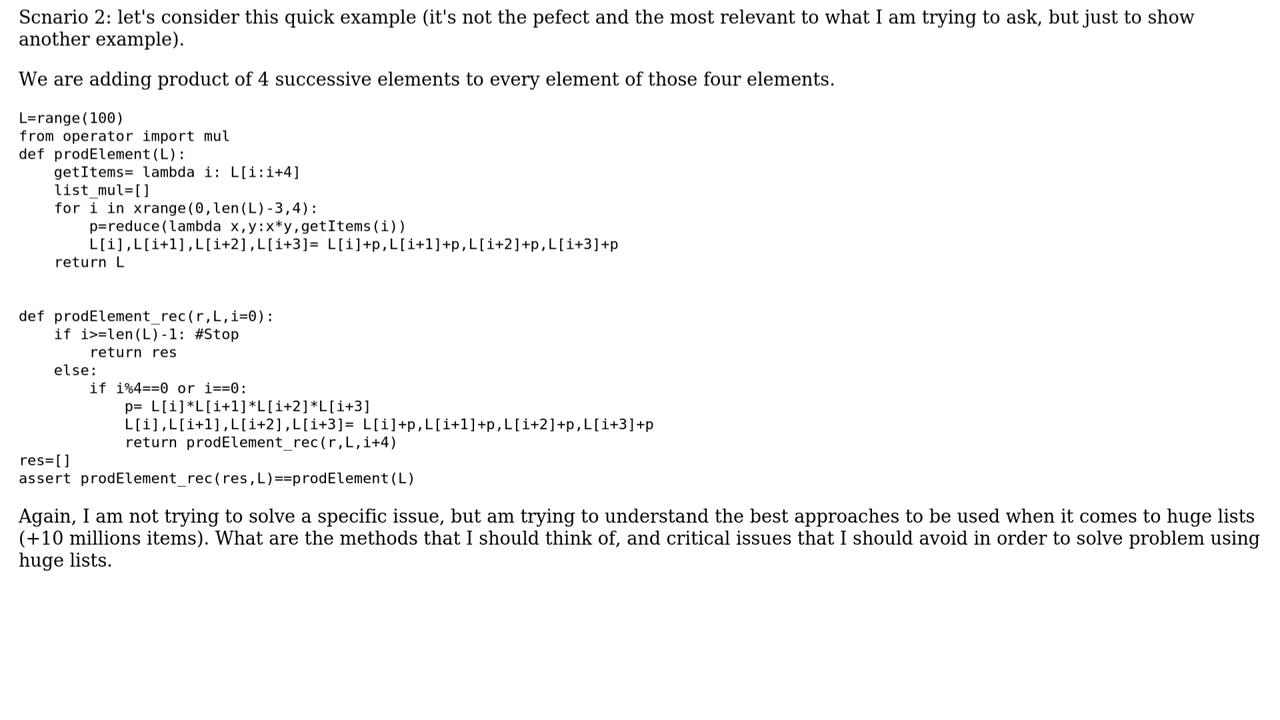 Scnario 2: let's consider this quick example (it's not the pefect and the most relevant to what I am trying to ask, but just to show
another example).
We are adding product of 4 successive elements to every element of those four elements.
L=range(100)
from operator import mul
def prodElement(L):
    getItems= lambda i: L[i:i+4]
    list_mul=[]
    for i in xrange(0,len(L)-3,4):
        p=reduce(lambda x,y:x*y,getItems(i))
        L[i],L[i+1],L[i+2],L[i+3]= L[i]+p,L[i+1]+p,L[i+2]+p,L[i+3]+p
    return L
def prodElement_rec(r,L,i=0):
    if i>=len(L)-1: #Stop
        return res
    else:
        if i%4==0 or i==0:
            p= L[i]*L[i+1]*L[i+2]*L[i+3]
            L[i],L[i+1],L[i+2],L[i+3]= L[i]+p,L[i+1]+p,L[i+2]+p,L[i+3]+p
            return prodElement_rec(r,L,i+4)
res=[]
assert prodElement_rec(res,L)==prodElement(L)
Again, I am not trying to solve a specific issue, but am trying to understand the best approaches to be used when it comes to huge lists
(+10 millions items). What are the methods that I should think of, and critical issues that I should avoid in order to solve problem using
huge lists.